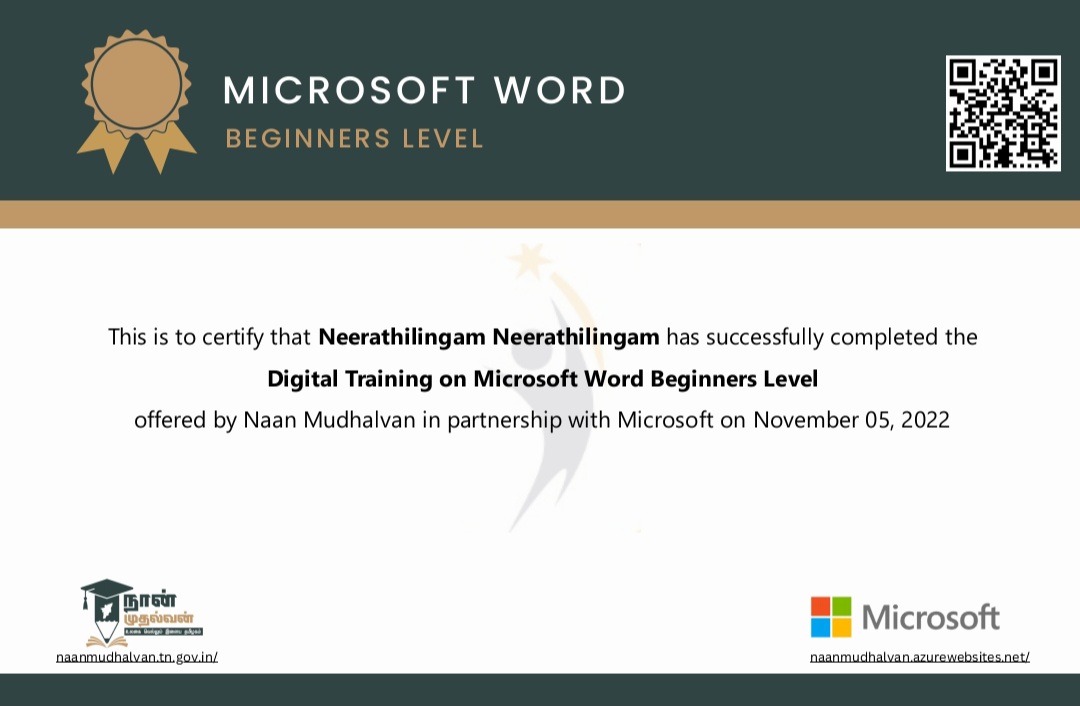 MICROSOFT WORD
BEGINNERS LEVEL
This is to certify that Neerathilingam Neerathilingam has successfully completed the
Digital Training on Microsoft Word Beginners Level
offered by Naan Mudhalvan in partnership with Microsoft on November 05, 2022
நான்
முதல்வன்
naanmudhalvan.tn.gov.in/
Microsoft
naanmudhalvan.azurewebsites.net/